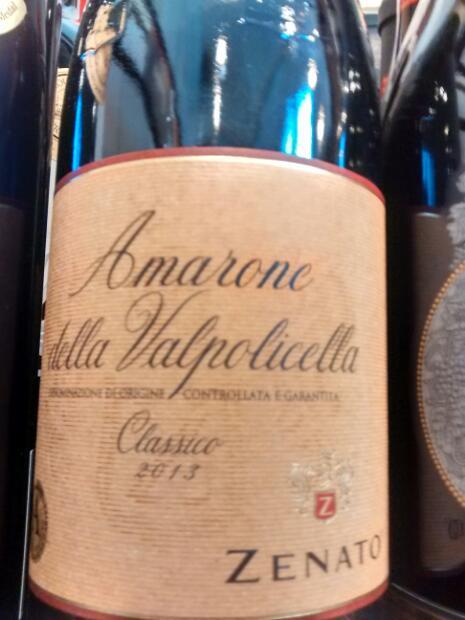 Amarone
della Valpolicella
DENOMINAZIONE DI ORIGINE CONTROLLATA E GARANTITA
Classico
2013
Z
ZENATO